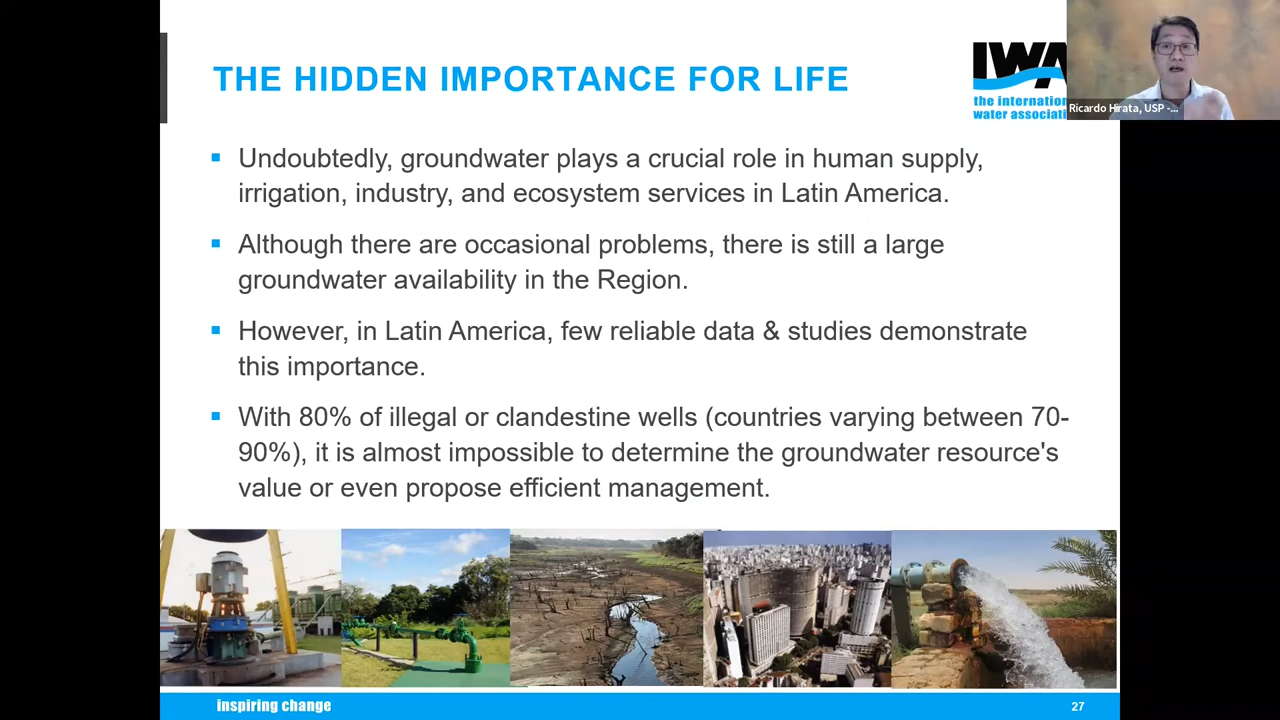 THE HIDDEN IMPORTANCE FOR LIFE
IWA
the internation
water associati
Ricardo Hirata, USP -...
Undoubtedly, groundwater plays a crucial role in human supply,
irrigation, industry, and ecosystem services in Latin America.
Although there are occasional problems, there is still a large
groundwater availability in the Region.
However, in Latin America, few reliable data & studies demonstrate
this importance.
With 80% of illegal or clandestine wells (countries varying between 70-
90%), it is almost impossible to determine the groundwater resource's
value or even propose efficient management.
inspiring change
27